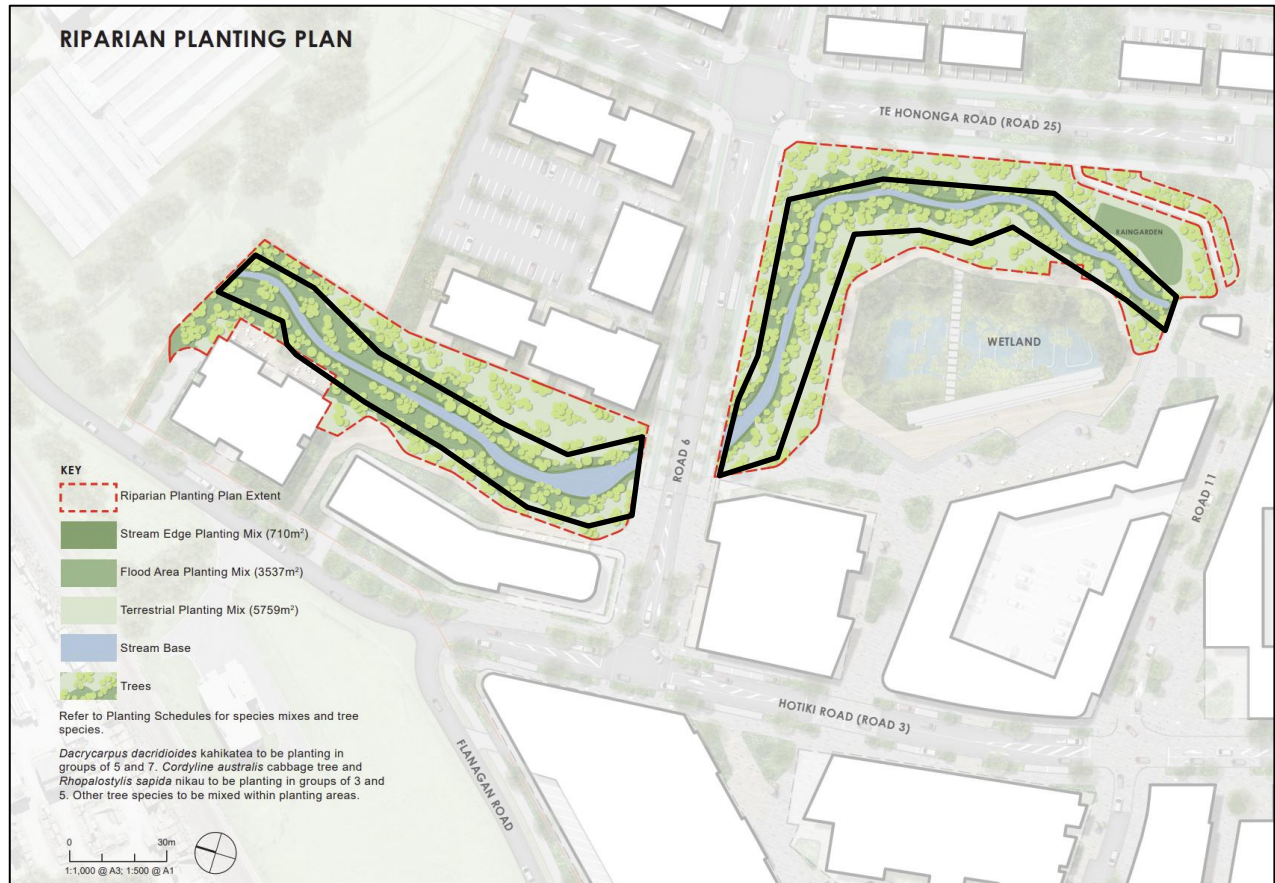 RIPARIAN PLANTING PLAN
TE HONONGA ROAD (ROAD 25)
RAINGARDEN
WETLAND
ROAD 6
ROAD 11
KEY
Riparian Planting Plan Extent
Stream Edge Planting Mix (710m²)
Flood Area Planting Mix (3537m²)
Terrestrial Planting Mix (5759m²)
Stream Base
Trees
Refer to Planting Schedules for species mixes and tree
species.
Dacrycarpus dacridioides kahikatea to be planting in
groups of 5 and 7. Cordyline australis cabbage tree and
Rhopalostylis sapida nikau to be planting in groups of 3 and
5. Other tree species to be mixed within planting areas.
HOTIKI ROAD (ROAD 3)
FLANAGAN ROAD
0 30m
1:1,000 @ A3; 1:500 @ A1